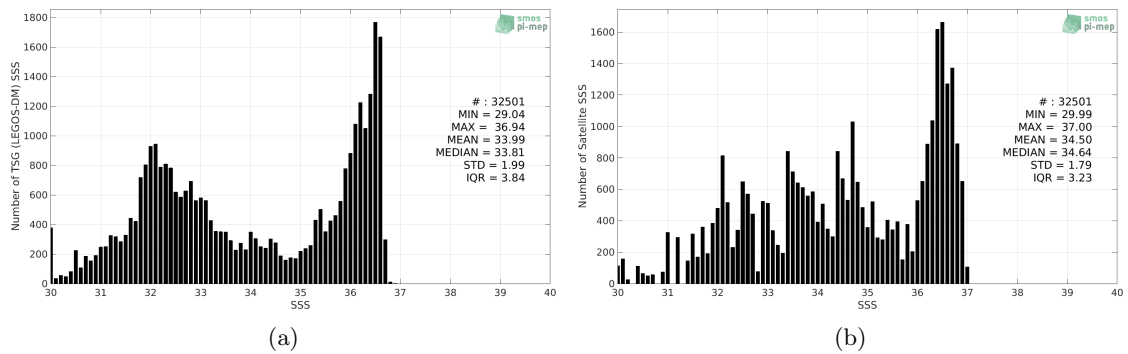 smos
pi-mep
Number of TSG (LEGOS-DM) SSS
1800
1600
1400
1200
1000
800
600
400
200
0
# : 32501
MIN = 29.04
MAX = 36.94
MEAN = 33.99
MEDIAN = 33.81
STD = 1.99
IQR = 3.84
30 31 32 33 34 35 36 37 38 39 40
SSS
(a)
smos
pi-mep
Number of Satellite SSS
1600
1400
1200
1000
800
600
400
200
0
# : 32501
MIN = 29.99
MAX = 37.00
MEAN = 34.50
MEDIAN = 34.64
STD = 1.79
IQR = 3.23
30 31 32 33 34 35 36 37 38 39 40
SSS
(b)